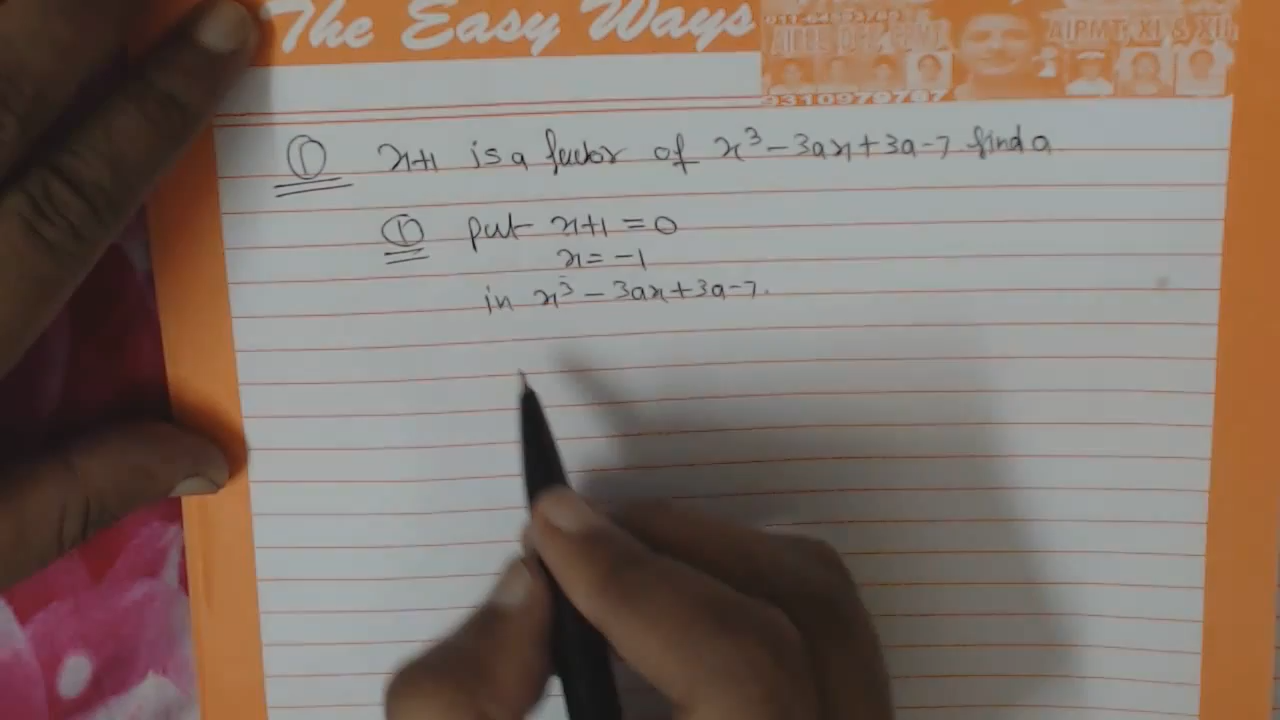 The Easy Ways
AIPMT, XI & XII
9310979797
① x+1 is a factor of x³-3ax+3a-7 find a
① put x+1=0
x=-1
in x³-3ax+3a-7.